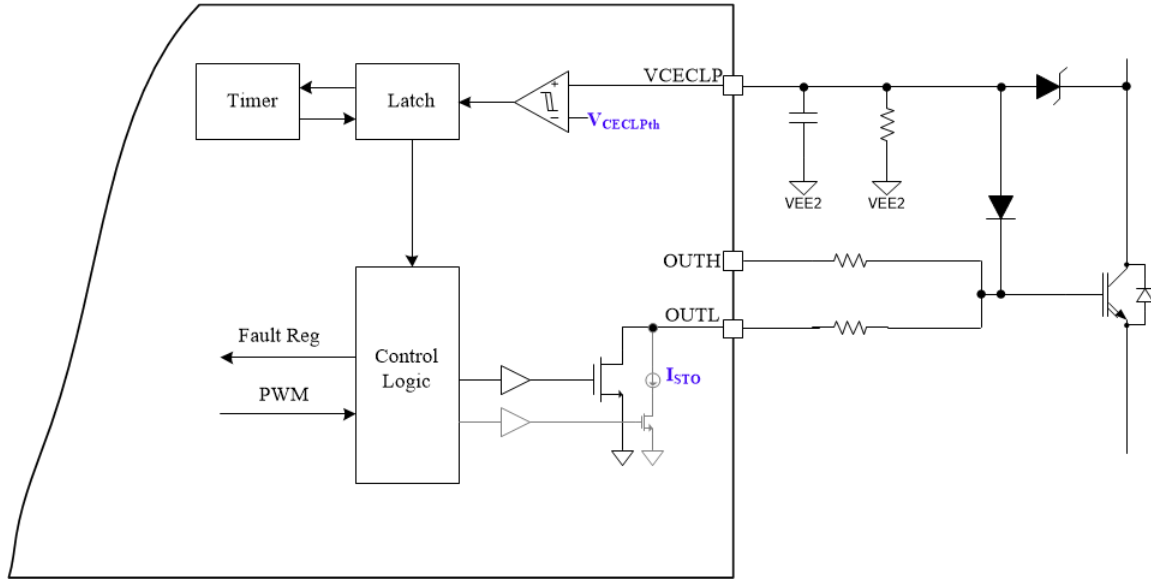 VCECLP
Timer
Latch
+
−
VCECLPth
VEE2
VEE2
OUTH
OUTL
Fault Reg
Control
Logic
ISTO
PWM